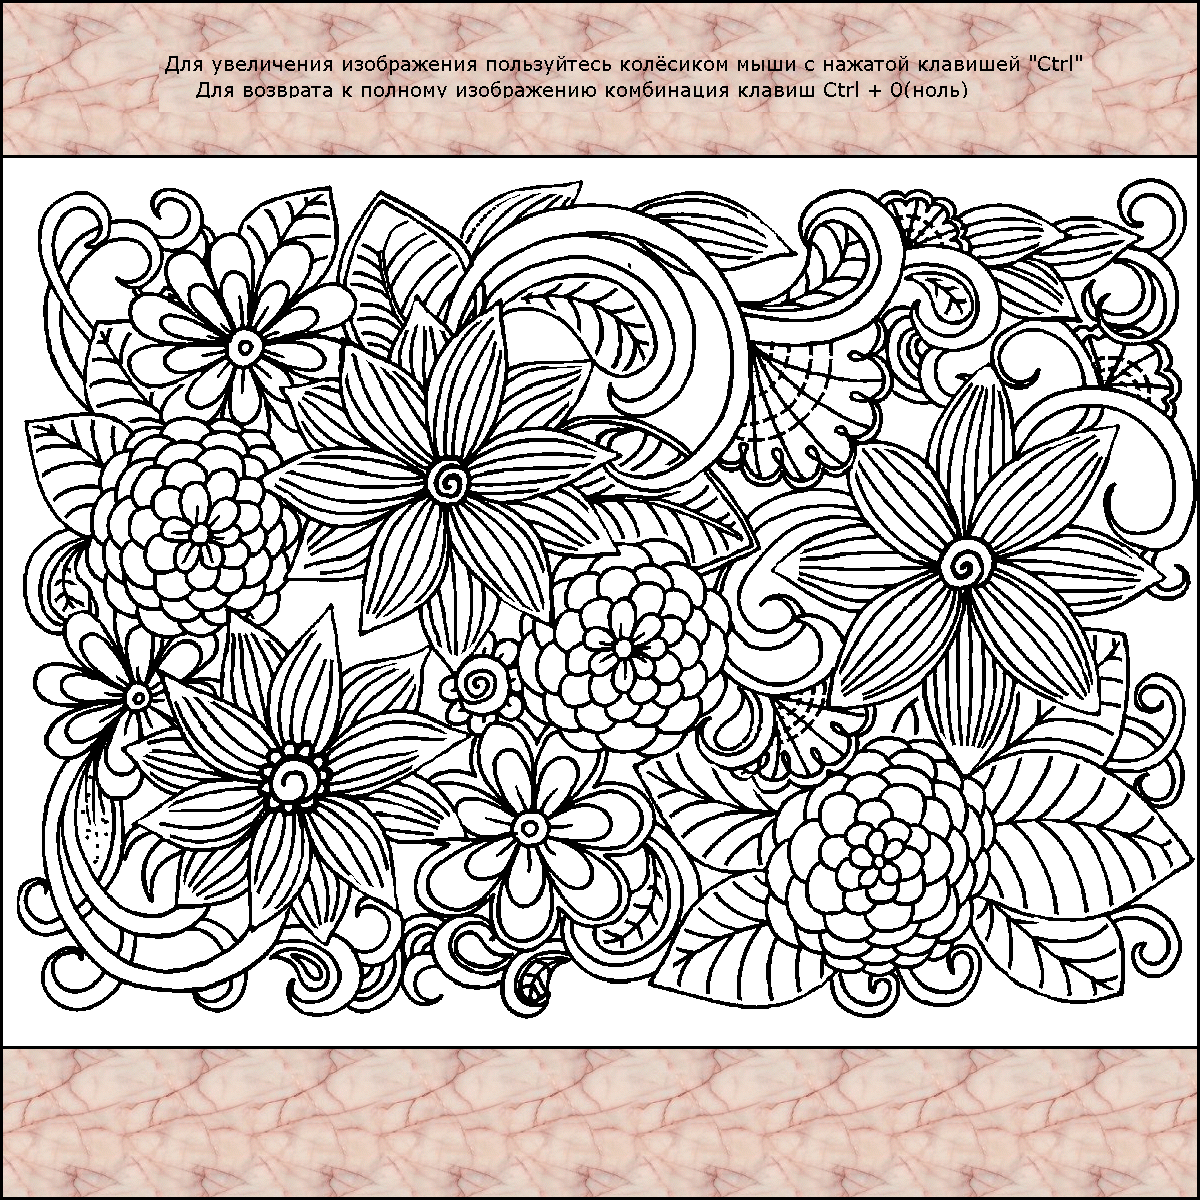 Для увеличения изображения пользуйтесь колёсиком мыши с нажатой клавишей "Ctrl"
Для возврата к полному изображению комбинация клавиш Ctrl + 0(ноль)